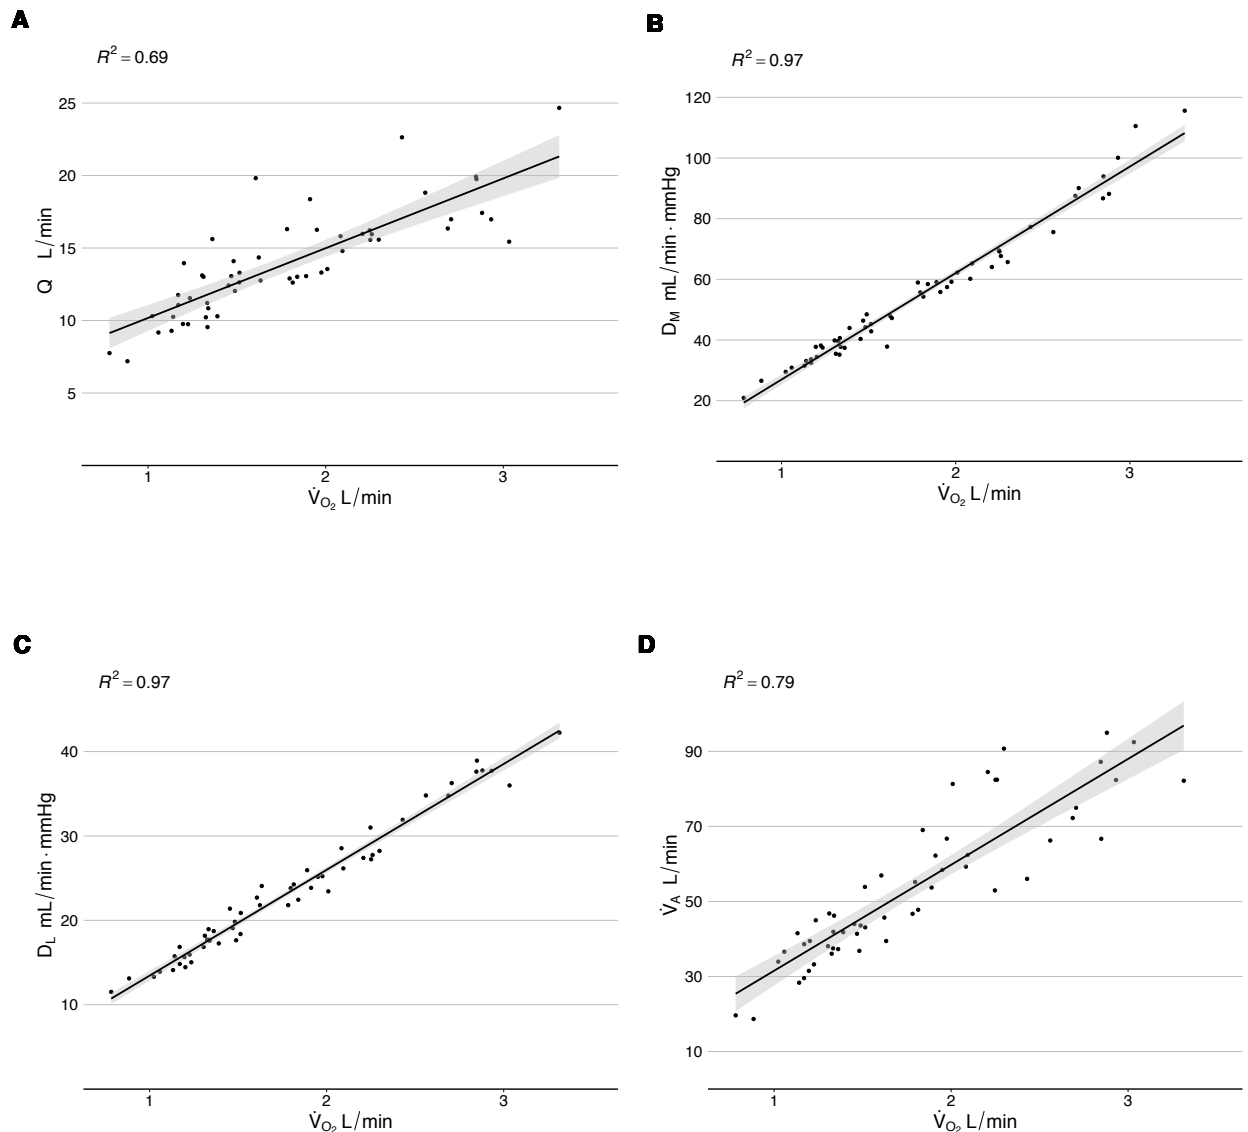 A
R² = 0.69
25
20
15
10
5
Q L/min
1 2 3
V̇O₂ L/min
B
R² = 0.97
120
100
80
60
40
20
D_M mL/min · mmHg
1 2 3
V̇O₂ L/min
C
R² = 0.97
40
30
20
10
D_L mL/min · mmHg
1 2 3
V̇O₂ L/min
D
R² = 0.79
90
70
50
30
10
V̇_A L/min
1 2 3
V̇O₂ L/min